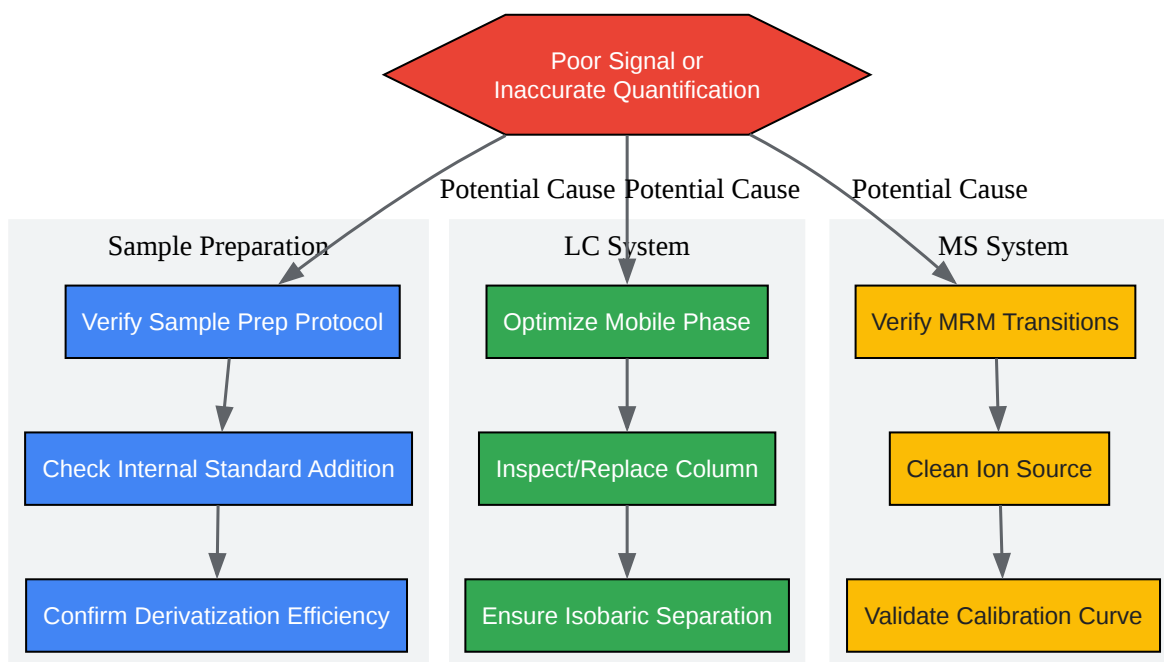 Poor Signal or
Inaccurate Quantification
Potential Cause
Potential Cause
Potential Cause
Sample Preparation
LC System
MS System
Verify Sample Prep Protocol
Optimize Mobile Phase
Verify MRM Transitions
Check Internal Standard Addition
Inspect/Replace Column
Clean Ion Source
Confirm Derivatization Efficiency
Ensure Isobaric Separation
Validate Calibration Curve